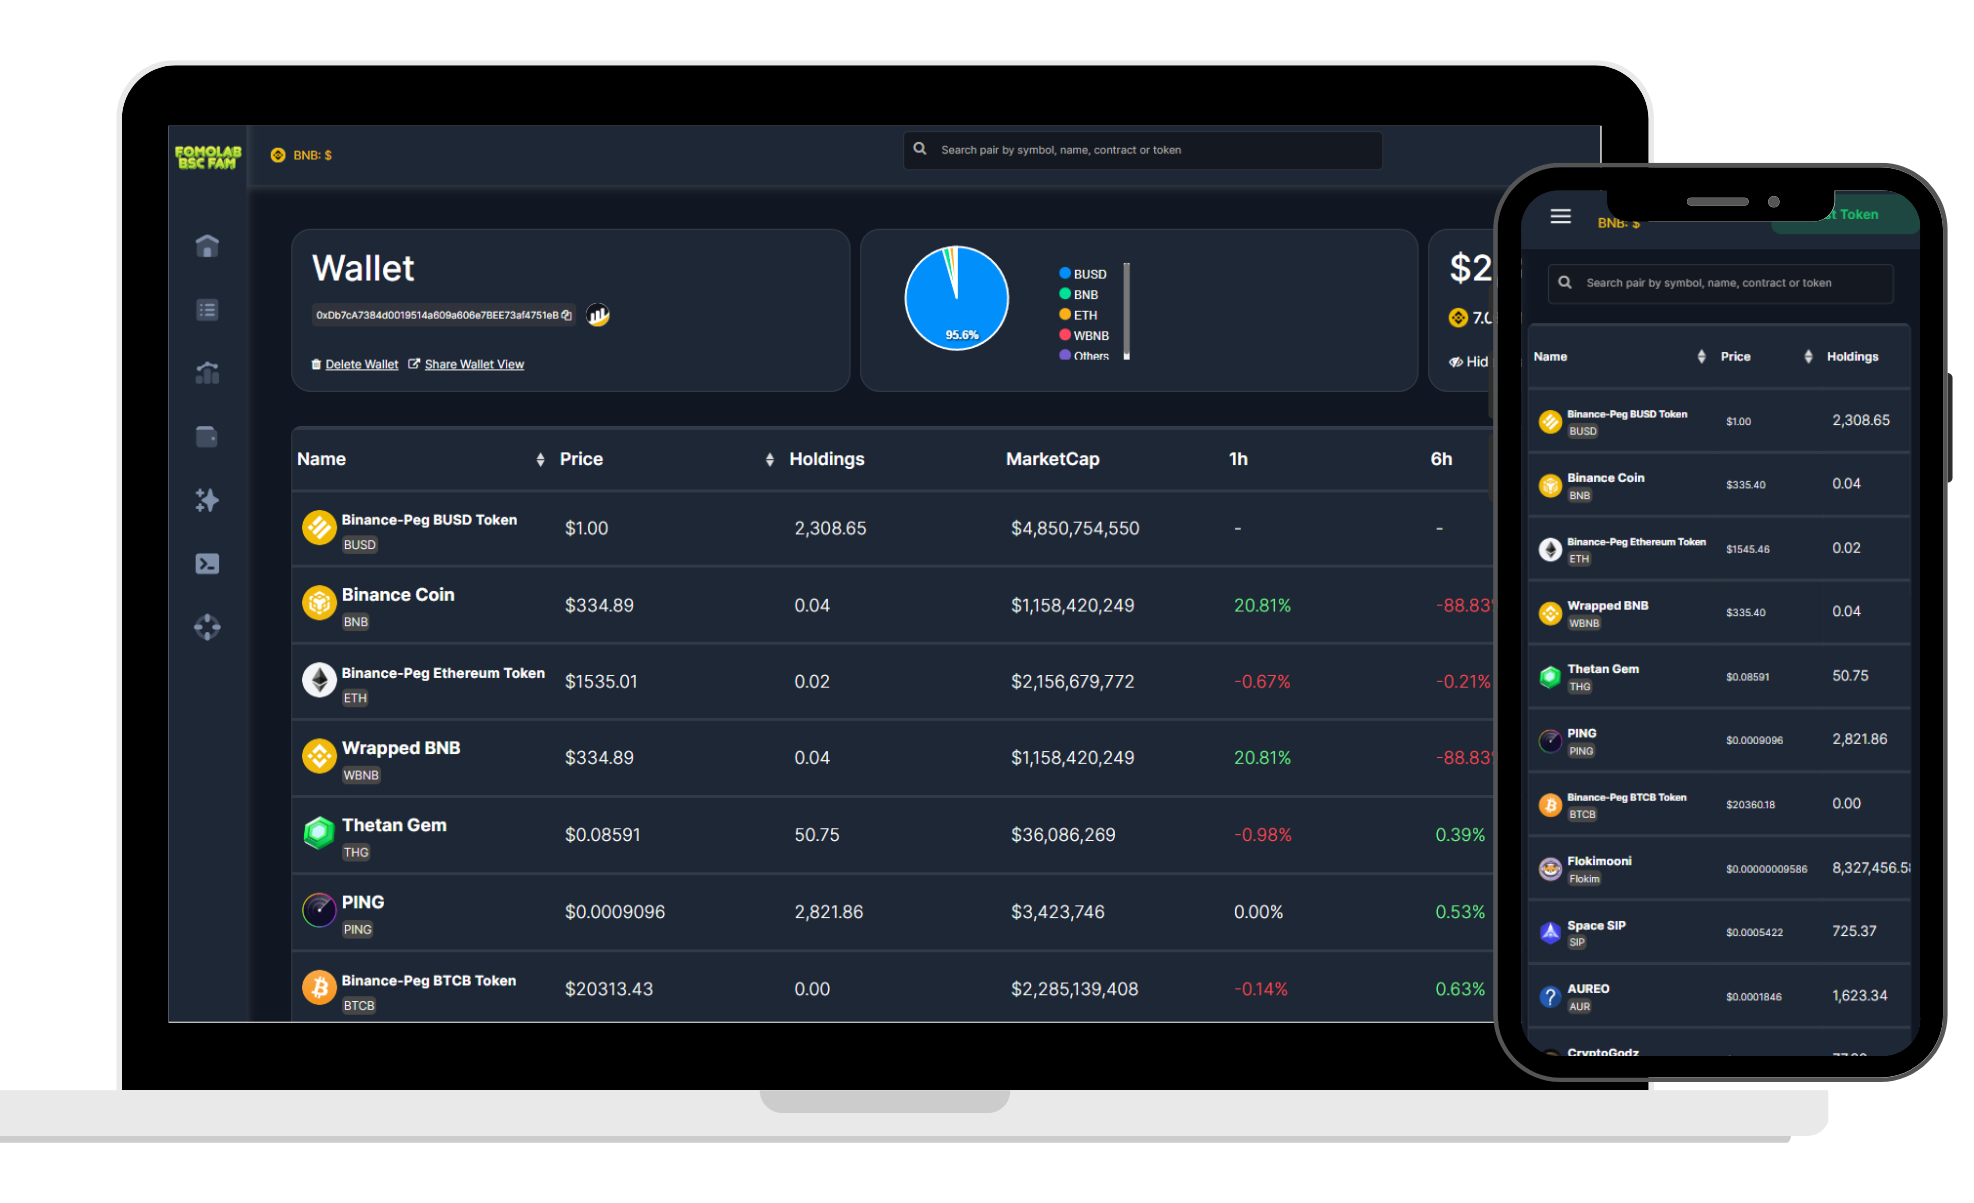 FOMOLAB
BSC FAM
BNB: $
Search pair by symbol, name, contract or token
Wallet
0xDb7cA7384d0019514a609a606e7BEE73af4751eB
Delete Wallet Share Wallet View
95.6%
BUSD
BNB
ETH
WBNB
Others
$2
7.0
Hid
Name Price Holdings MarketCap 1h 6h
Binance-Peg BUSD Token
BUSD
$1.00 2,308.65 $4,850,754,550 - -
Binance Coin
BNB
$334.89 0.04 $1,158,420,249 20.81% -88.83
Binance-Peg Ethereum Token
ETH
$1535.01 0.02 $2,156,679,772 -0.67% -0.21%
Wrapped BNB
WBNB
$334.89 0.04 $1,158,420,249 20.81% -88.83
Thetan Gem
THG
$0.08591 50.75 $36,086,269 -0.98% 0.39%
PING
PING
$0.0009096 2,821.86 $3,423,746 0.00% 0.53%
Binance-Peg BTCB Token
BTCB
$20313.43 0.00 $2,285,139,408 -0.14% 0.63%
BNB: $
Token
Search pair by symbol, name, contract or token
Name Price Holdings
Binance-Peg BUSD Token
BUSD
$1.00 2,308.65
Binance Coin
BNB
$335.40 0.04
Binance-Peg Ethereum Token
ETH
$1545.46 0.02
Wrapped BNB
WBNB
$335.40 0.04
Thetan Gem
THG
$0.08591 50.75
PING
PING
$0.0009096 2,821.86
Binance-Peg BTCB Token
BTCB
$20360.18 0.00
Flokimooni
Flokim
$0.00000009586 8,327,456.58
Space SIP
SIP
$0.0005422 725.37
AUREO
AUR
$0.0001846 1,623.34
CryptoGodz